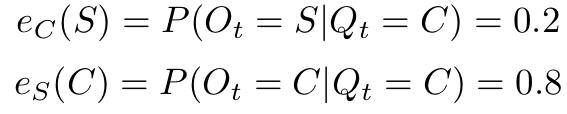 e_C(S) = P(O_t = S|Q_t = C) = 0.2
e_S(C) = P(O_t = C|Q_t = C) = 0.8